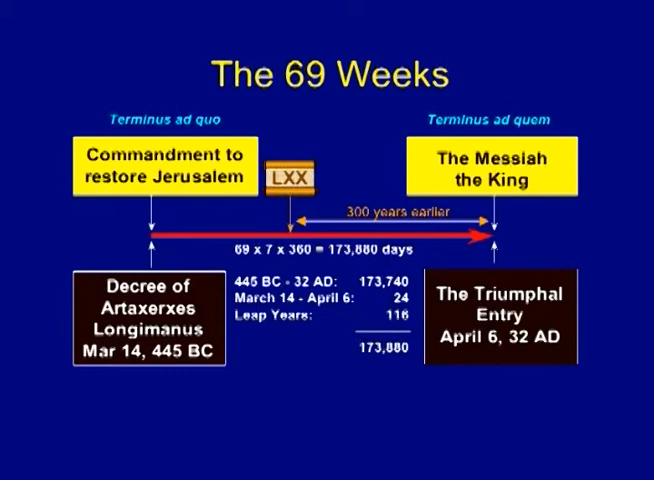 The 69 Weeks
Terminus ad quo
Terminus ad quem
Commandment to
restore Jerusalem
LXX
The Messiah
the King
300 years earlier
69 x 7 x 360 = 173,880 days
Decree of
Artaxerxes
Longimanus
Mar 14, 445 BC
445 BC - 32 AD: 173,740
March 14 - April 6: 24
Leap Years: 116
173,880
The Triumphal
Entry
April 6, 32 AD